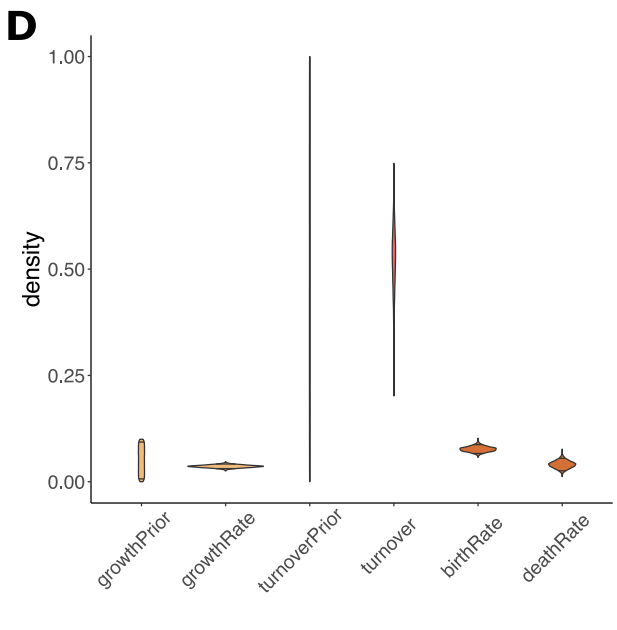 D
density
1.00
0.75
0.50
0.25
0.00
growthPrior
growthRate
turnoverPrior
turnover
birthRate
deathRate